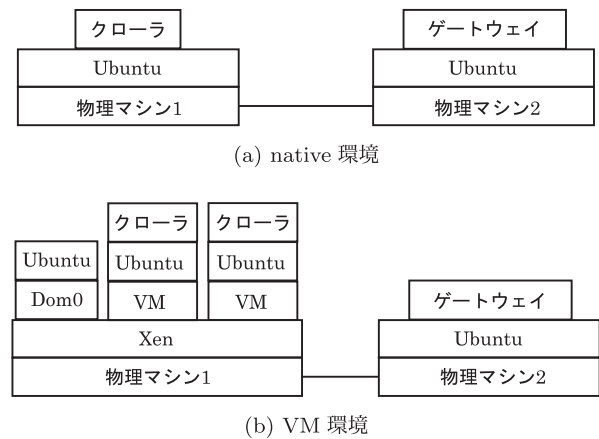 クローラ
ゲートウェイ
Ubuntu
Ubuntu
物理マシン1
物理マシン2
(a) native 環境
クローラ
クローラ
Ubuntu
Ubuntu
Ubuntu
Dom0
VM
VM
ゲートウェイ
Xen
Ubuntu
物理マシン1
物理マシン2
(b) VM 環境